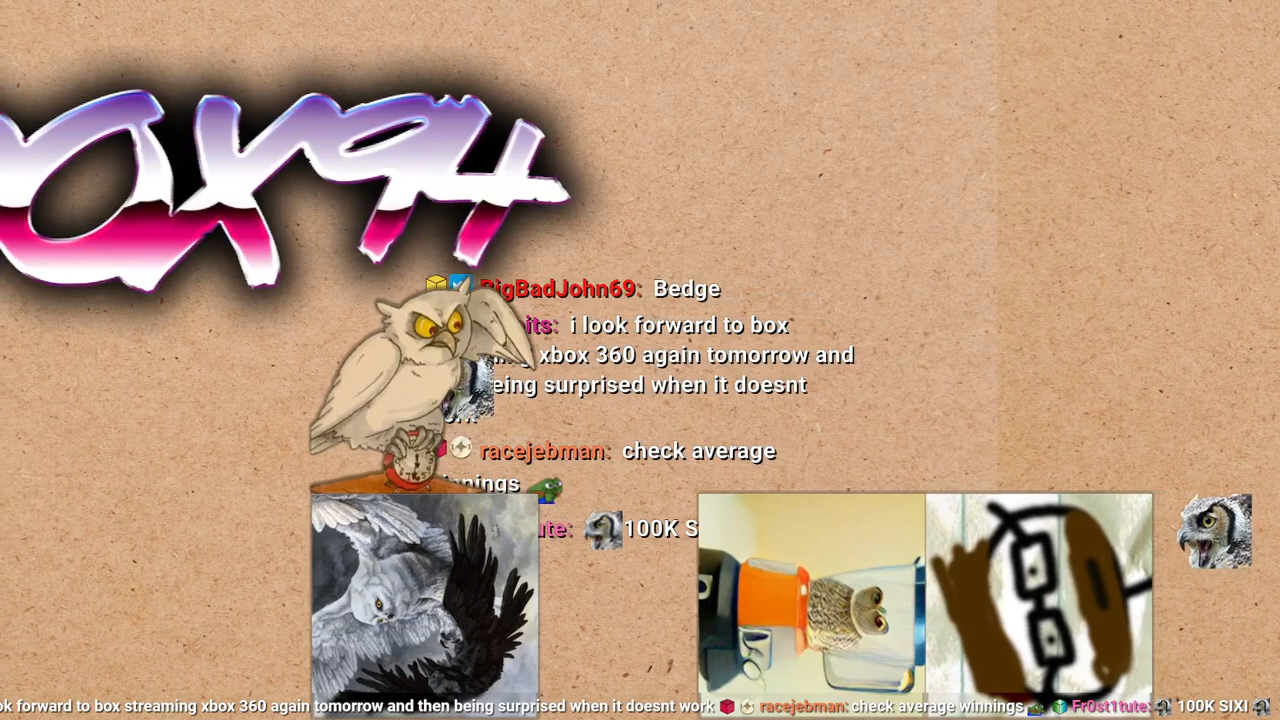 ox94
BigBadJohn69: Bedge
its: i look forward to box
xbox 360 again tomorrow and
eing surprised when it doesnt
racejebman: check average
nnings
ute: 100K S
ok forward to box streaming xbox 360 again tomorrow and then being surprised when it doesnt work racejebman: check average winnings Fr0st1tute: 100K SIXI